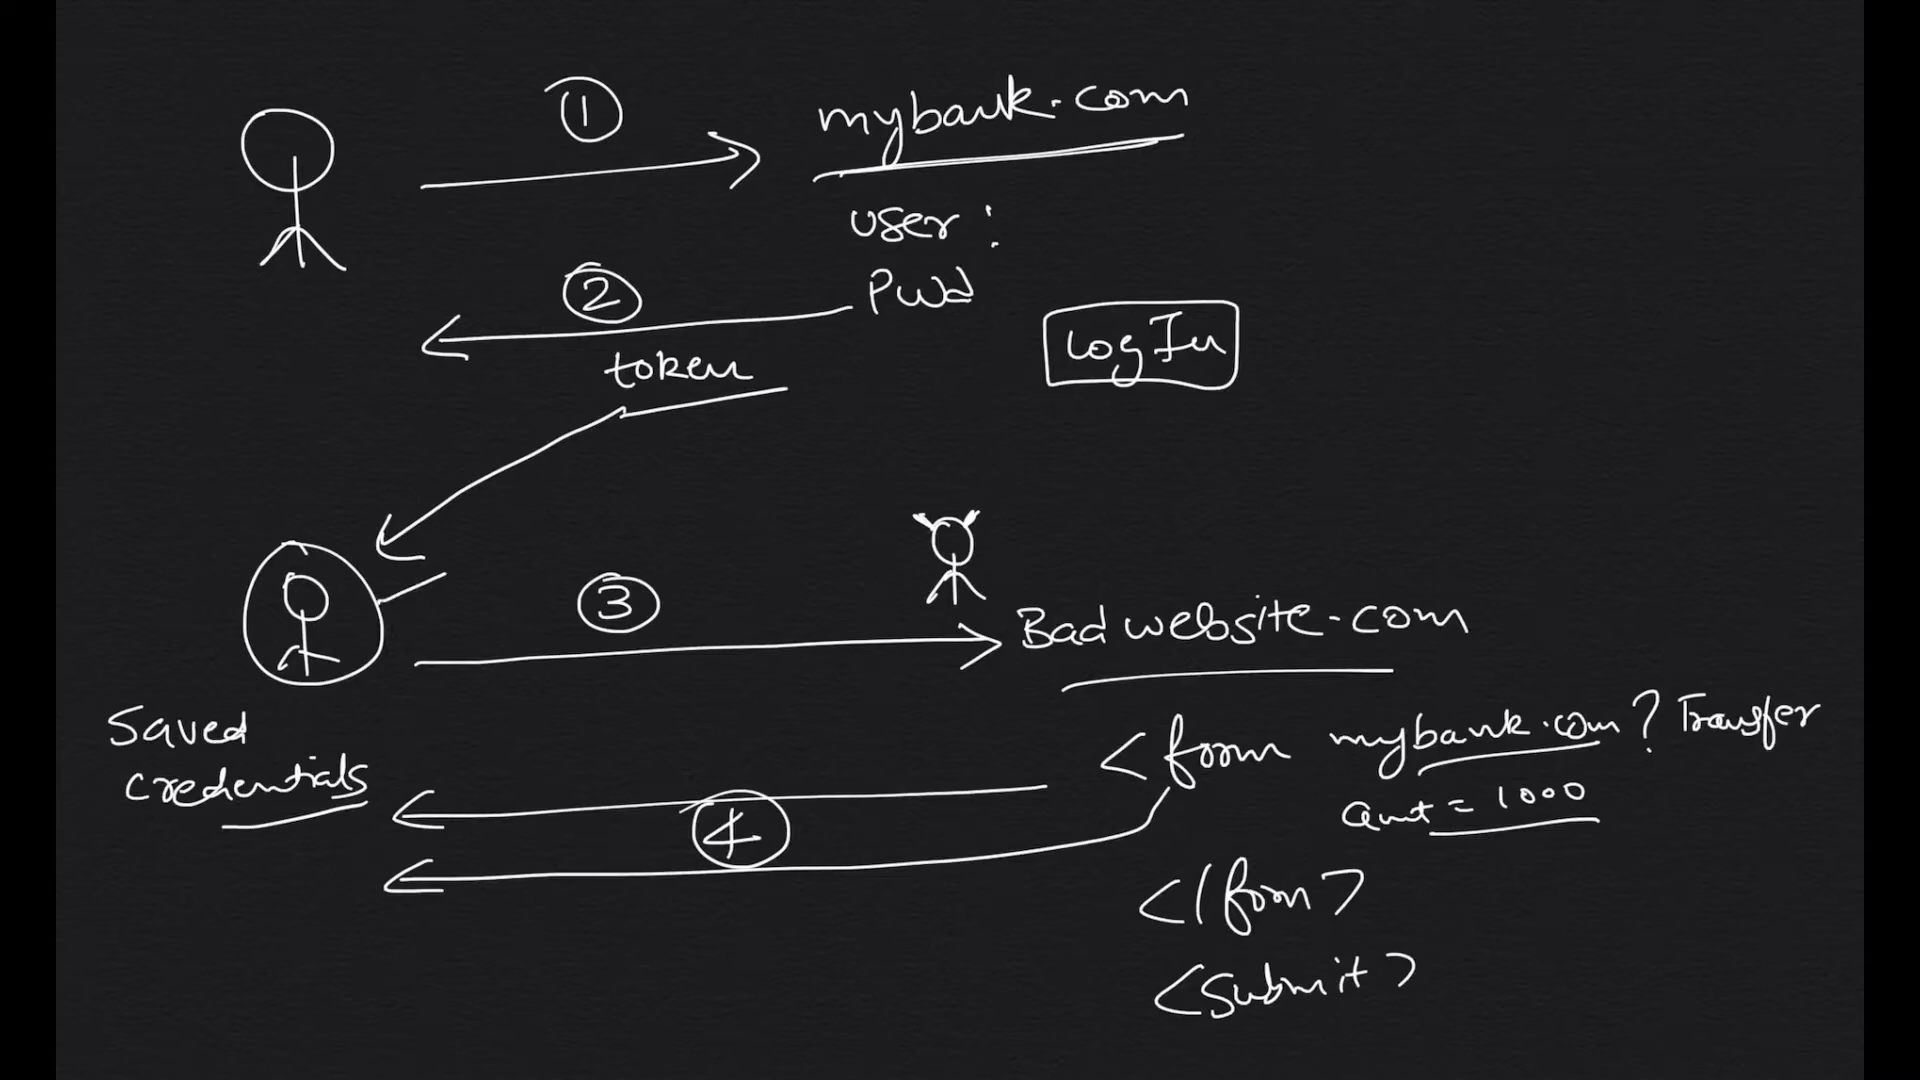 1
mybank.com
user :
Pwd
2
LogIn
token
3
Badwebsite.com
Saved
credentials
<form mybank.com? Transfer
amt = 1000
4
</form>
<submit>